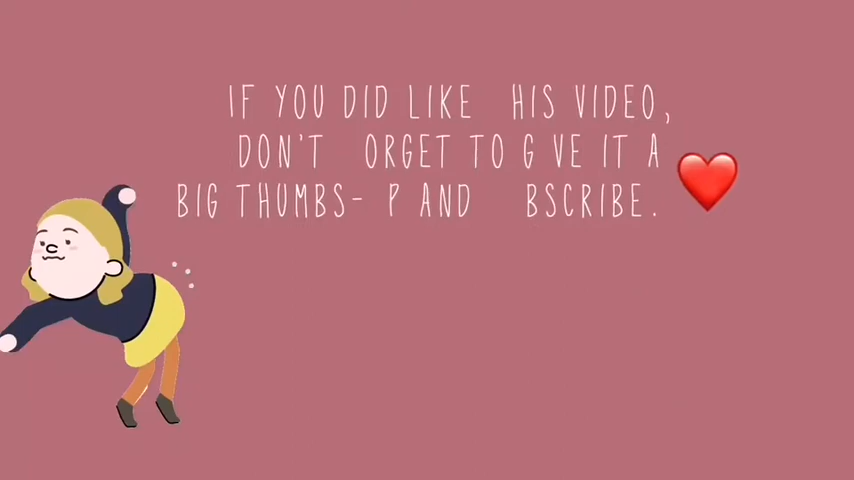 IF YOU DID LIKE HIS VIDEO,
DON'T ORGET TO G VE IT A
BIG THUMBS- P AND BSCRIBE.